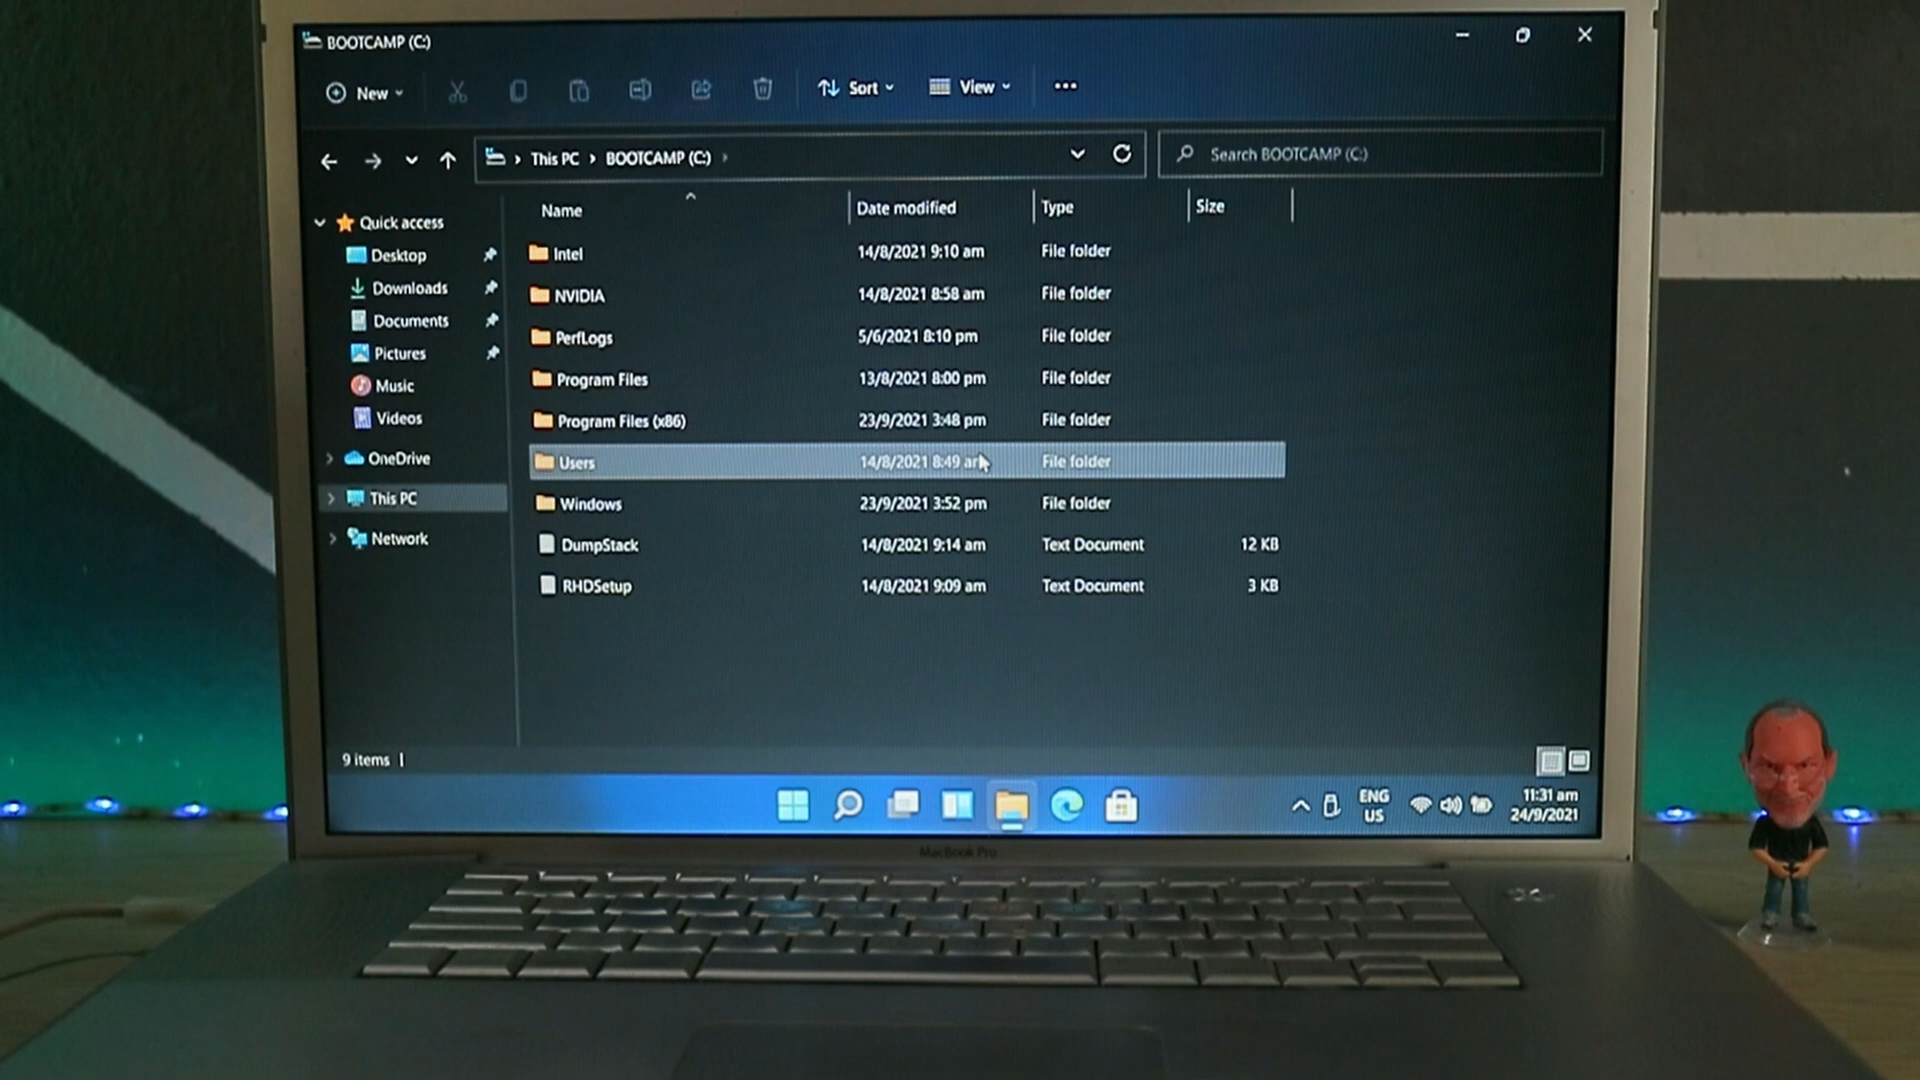 BOOTCAMP (C:)
New
Sort
View
This PC > BOOTCAMP (C:) >
Search BOOTCAMP (C:)
Name Date modified Type Size
Quick access
Desktop
Downloads
Documents
Pictures
Music
Videos
OneDrive
This PC
Network
Intel 14/8/2021 9:10 am File folder
NVIDIA 14/8/2021 8:58 am File folder
PerfLogs 5/6/2021 8:10 pm File folder
Program Files 13/8/2021 8:00 pm File folder
Program Files (x86) 23/9/2021 3:48 pm File folder
Users 14/8/2021 8:49 am File folder
Windows 23/9/2021 3:52 pm File folder
DumpStack 14/8/2021 9:14 am Text Document 12 KB
RHDSetup 14/8/2021 9:09 am Text Document 3 KB
9 items
ENG
US
11:31 am
24/9/2021
MacBook Pro